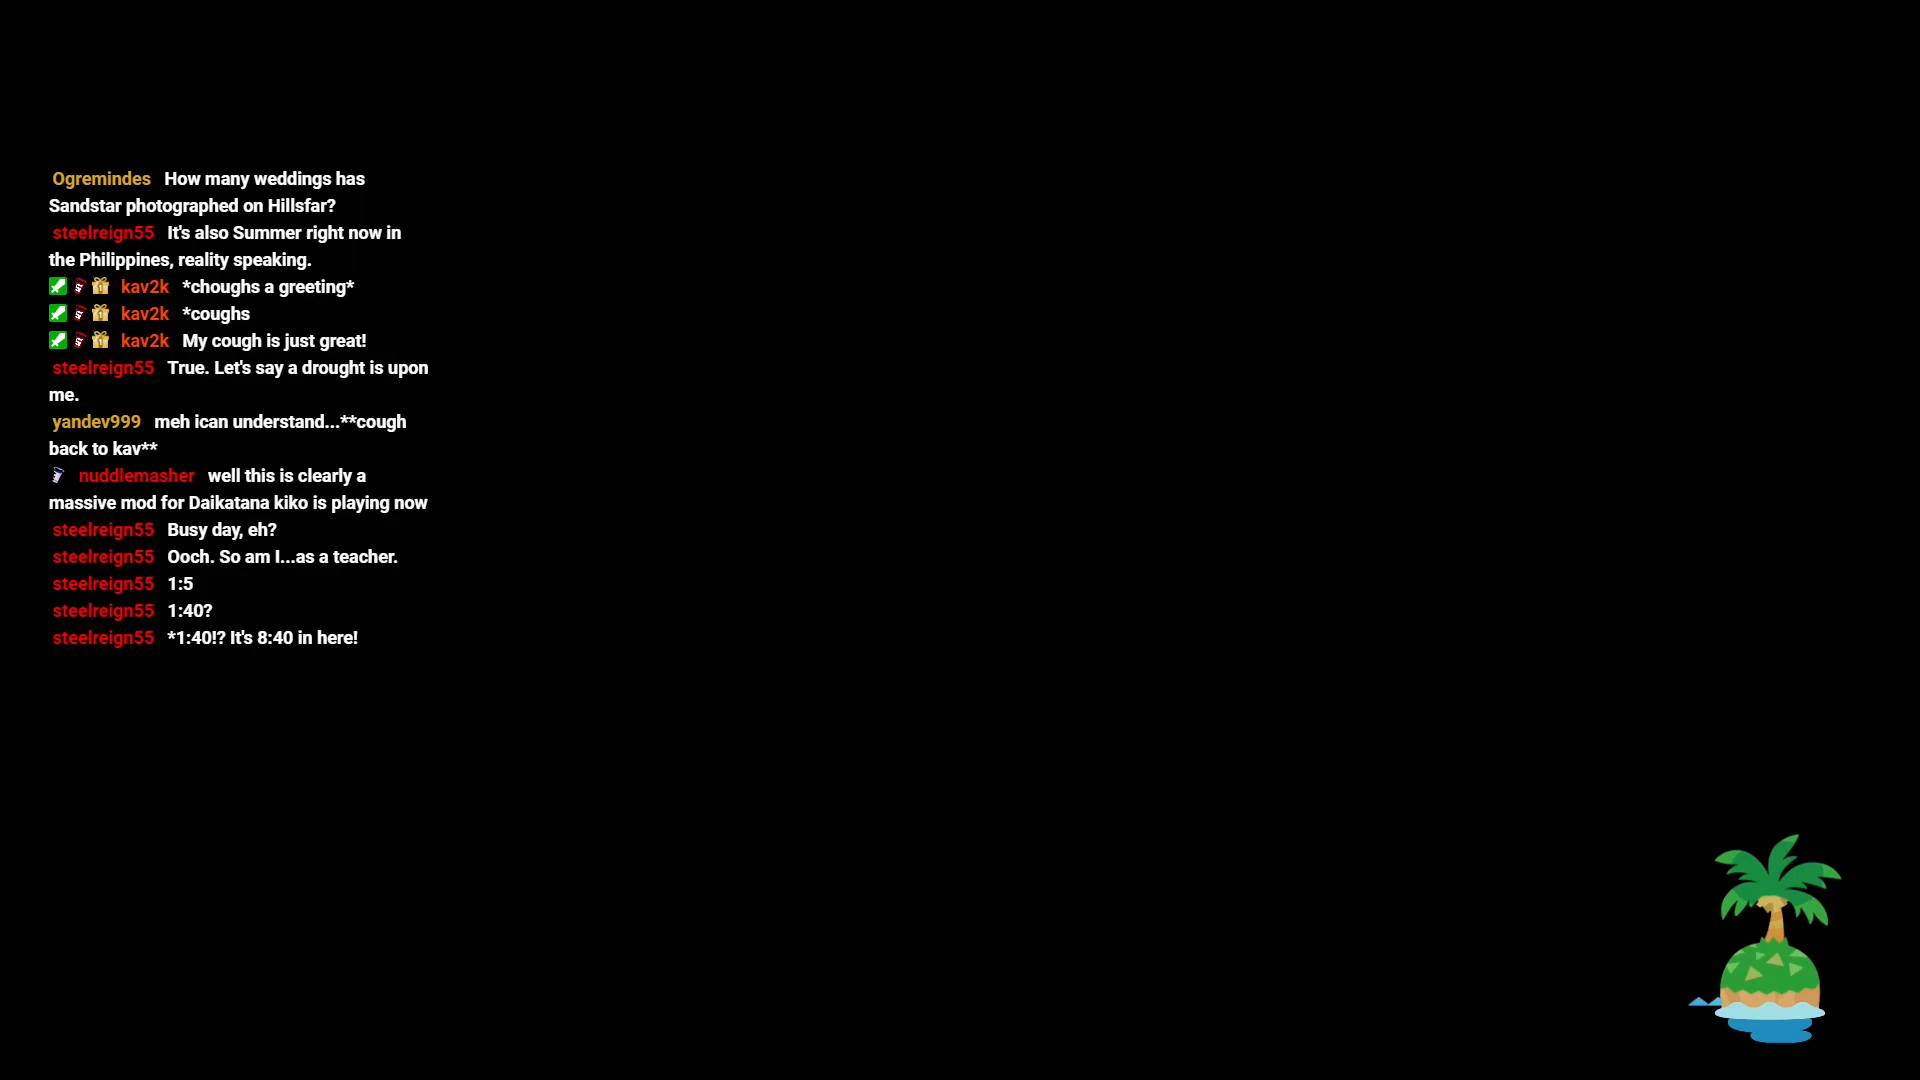 Ogremindes How many weddings has
Sandstar photographed on Hillsfar?
steelreign55 It's also Summer right now in
the Philippines, reality speaking.
kav2k *choughs a greeting*
kav2k *coughs
kav2k My cough is just great!
steelreign55 True. Let's say a drought is upon
me.
yandev999 meh ican understand...**cough
back to kav**
nuddlemasher well this is clearly a
massive mod for Daikatana kiko is playing now
steelreign55 Busy day, eh?
steelreign55 Ooch. So am I...as a teacher.
steelreign55 1:5
steelreign55 1:40?
steelreign55 *1:40!? It's 8:40 in here!